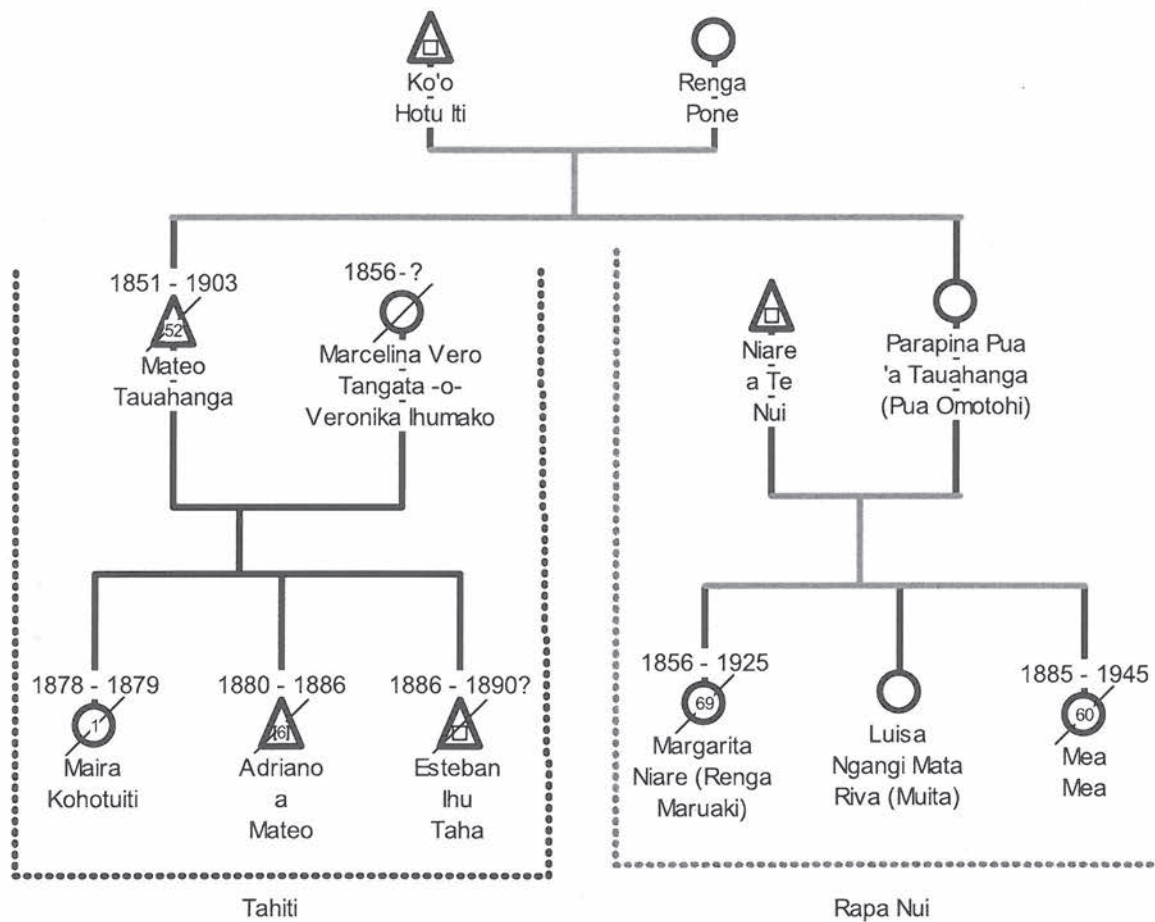 Ko'o
Hotu Iti
Renga
Pone
1851 - 1903
52
Mateo
Tauahanga
1856-?
Marcelina Vero
Tangata -o-
Veronika Ihumako
Niare
a Te
Nui
Parapina Pua
'a Tauahanga
(Pua Omotohi)
1878 - 1879
1
Maira
Kohotuiti
1880 - 1886
6
Adriano
a
Mateo
1886 - 1890?
Esteban
Ihu
Taha
1856 - 1925
69
Margarita
Niare (Renga
Maruaki)
Luisa
Ngangi Mata
Riva (Muita)
1885 - 1945
60
Mea
Mea
Tahiti
Rapa Nui